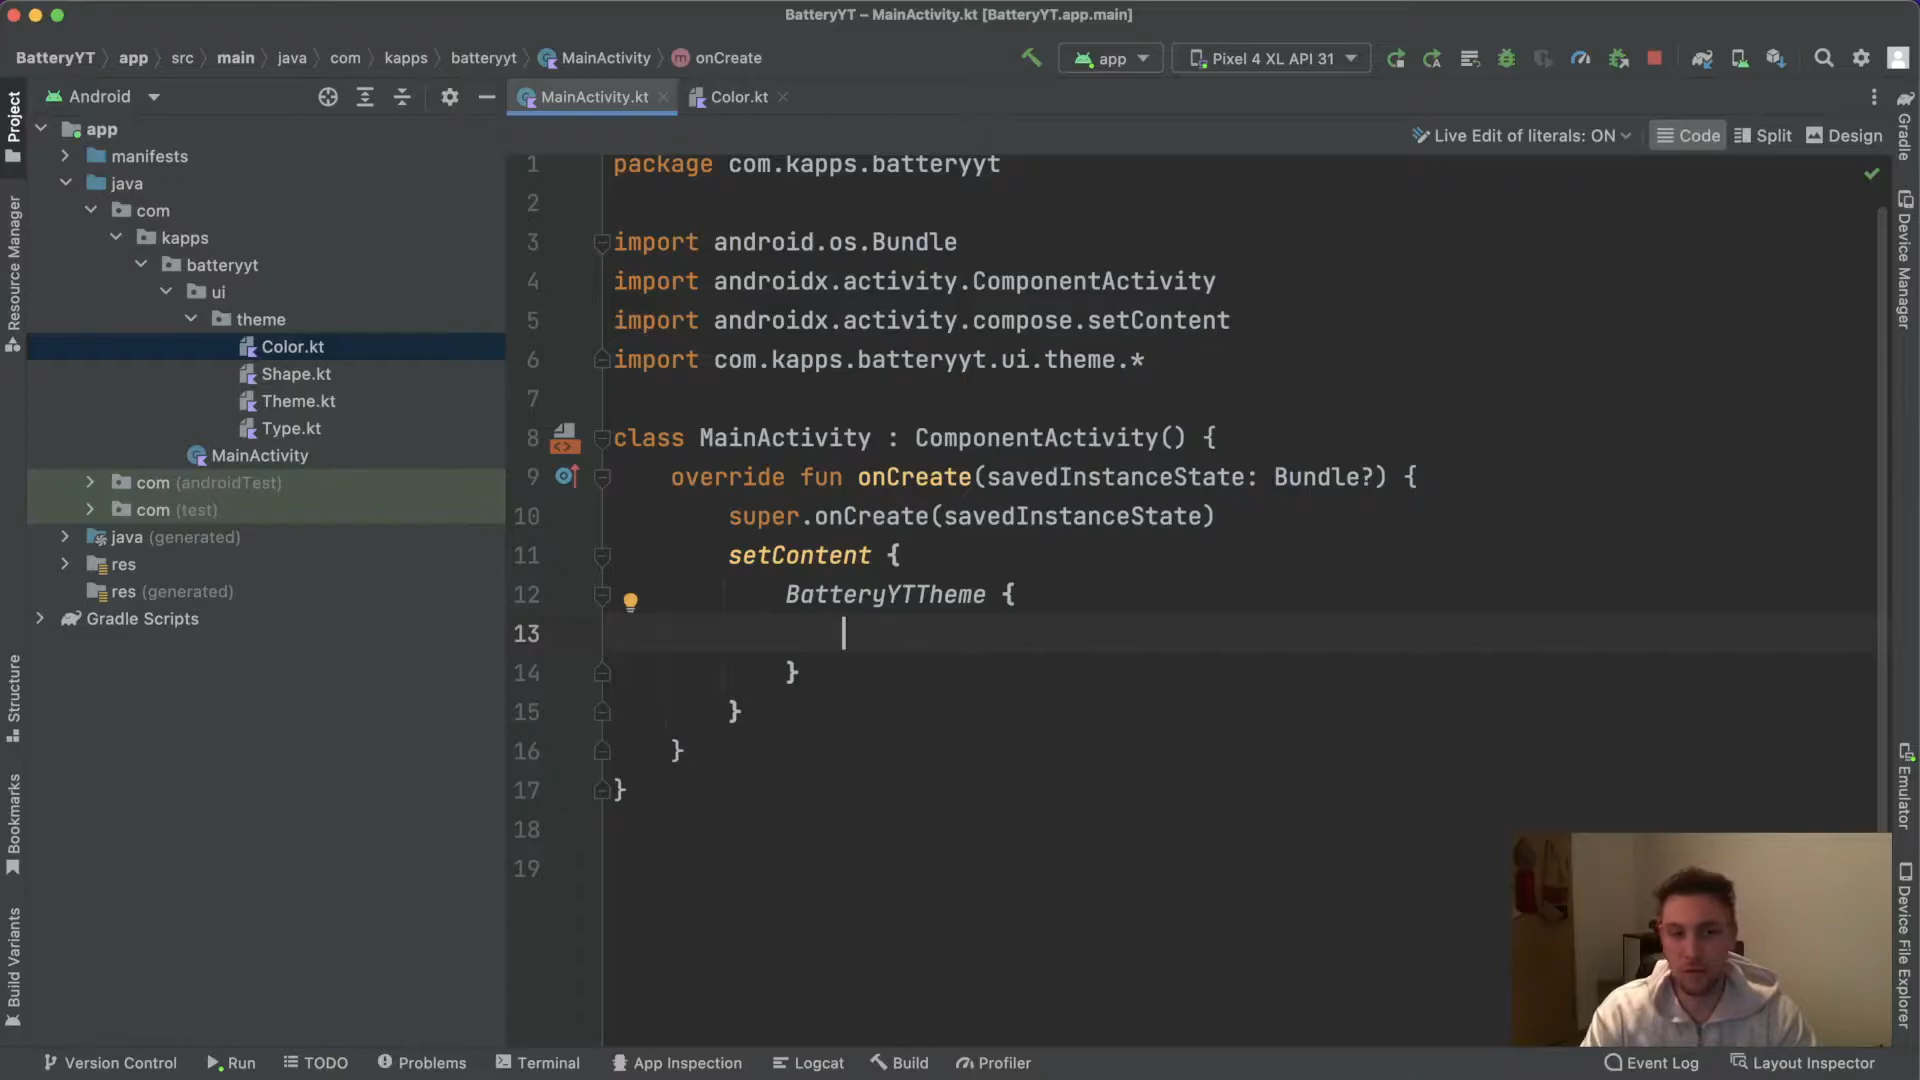 BatteryYT – MainActivity.kt [BatteryYT.app.main]
BatteryYT app src main java com kapps batteryyt MainActivity onCreate app Pixel 4 XL API 31
Android MainActivity.kt Color.kt
Live Edit of literals: ON Code Split Design
Project
Resource Manager
Structure
Bookmarks
Build Variants
app
manifests
java
com
kapps
batteryyt
ui
theme
Color.kt
Shape.kt
Theme.kt
Type.kt
MainActivity
com (androidTest)
com (test)
java (generated)
res
res (generated)
Gradle Scripts
1 package com.kapps.batteryyt
2
3 import android.os.Bundle
4 import androidx.activity.ComponentActivity
5 import androidx.activity.compose.setContent
6 import com.kapps.batteryyt.ui.theme.*
7
8 class MainActivity : ComponentActivity() {
9 override fun onCreate(savedInstanceState: Bundle?) {
10 super.onCreate(savedInstanceState)
11 setContent {
12 BatteryYTTheme {
13
14 }
15 }
16 }
17 }
18
19
Gradle
Device Manager
Emulator
Device File Explorer
Version Control Run TODO Problems Terminal App Inspection Logcat Build Profiler Event Log Layout Inspector